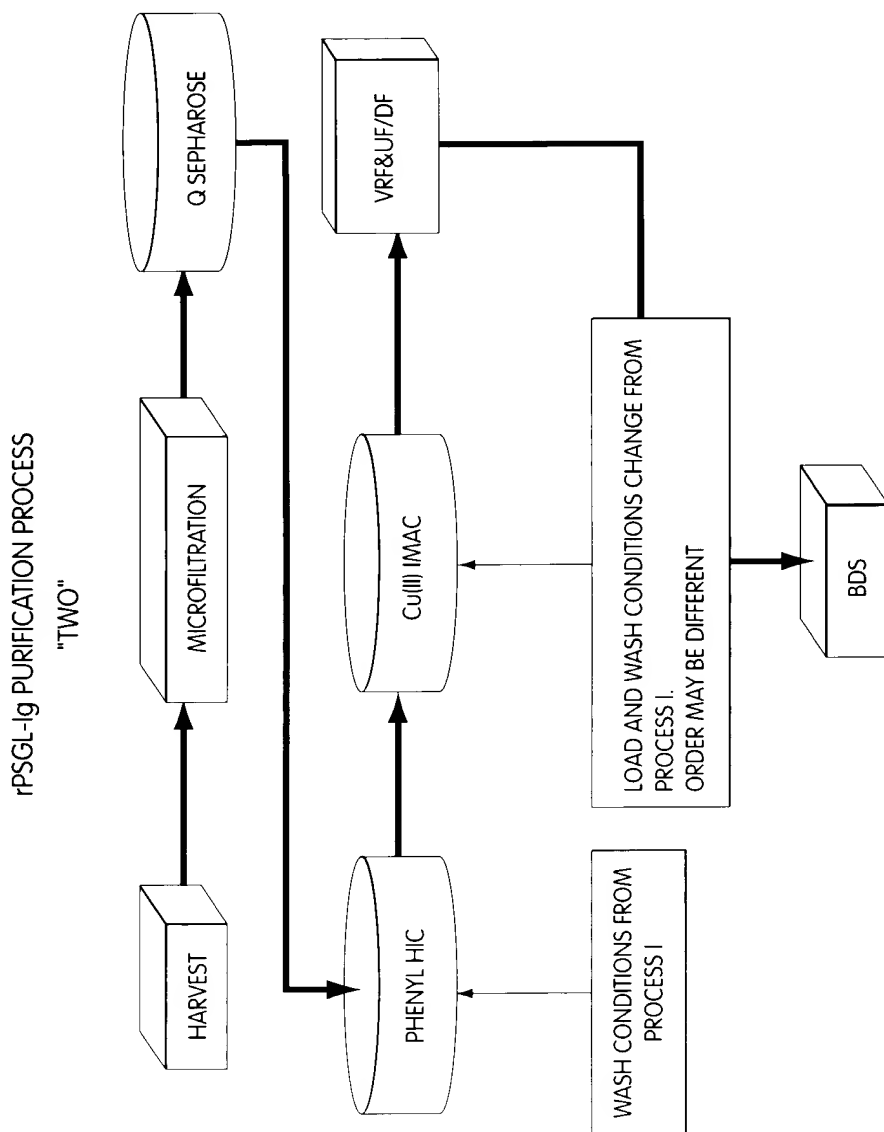 rPSGL-Ig PURIFICATION PROCESS
"TWO"
HARVEST
MICROFILTRATION
Q SEPHAROSE
PHENYL HIC
Cu(II) IMAC
VRF&UF/DF
WASH CONDITIONS FROM
PROCESS I
LOAD AND WASH CONDITIONS CHANGE FROM
PROCESS I.
ORDER MAY BE DIFFERENT
BDS